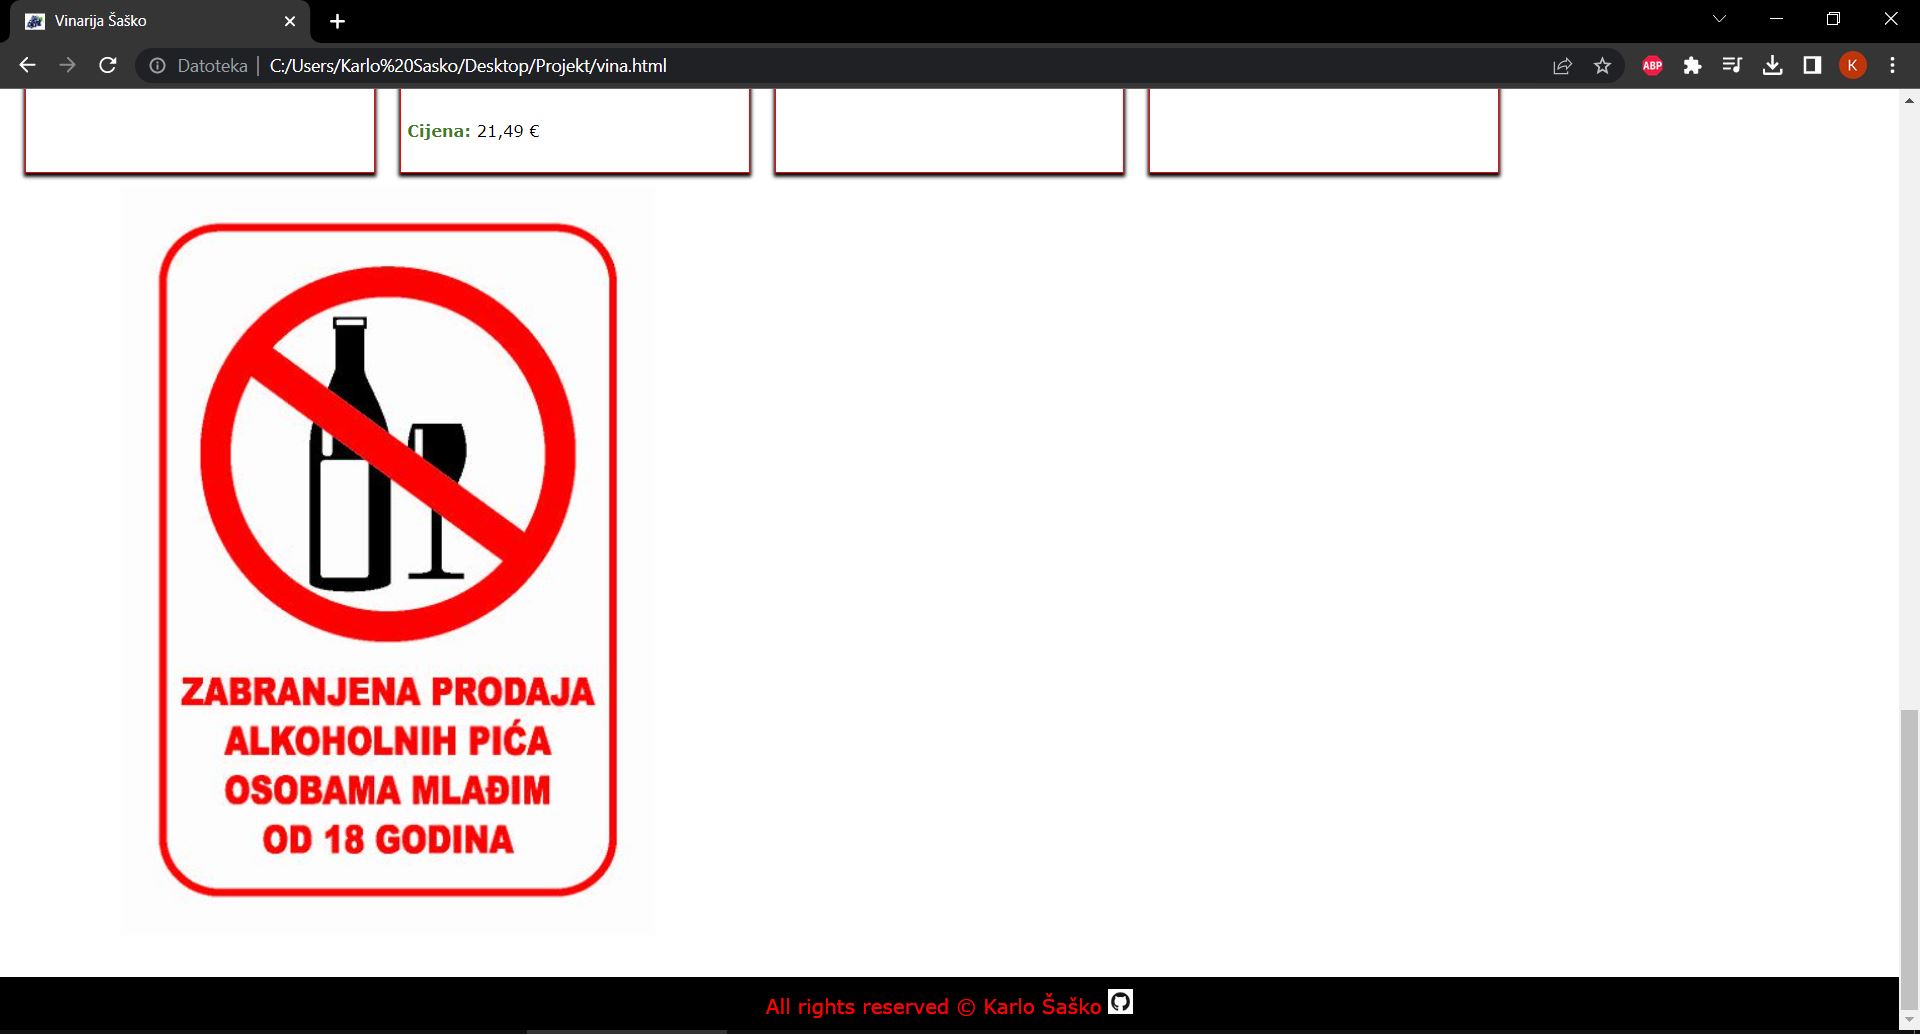 Vinarija Šaško
Datoteka | C:/Users/Karlo%20Sasko/Desktop/Projekt/vina.html
ABP
K
Cijena: 21,49 €
ZABRANJENA PRODAJA
ALKOHOLNIH PIĆA
OSOBAMA MLAĐIM
OD 18 GODINA
All rights reserved © Karlo Šaško